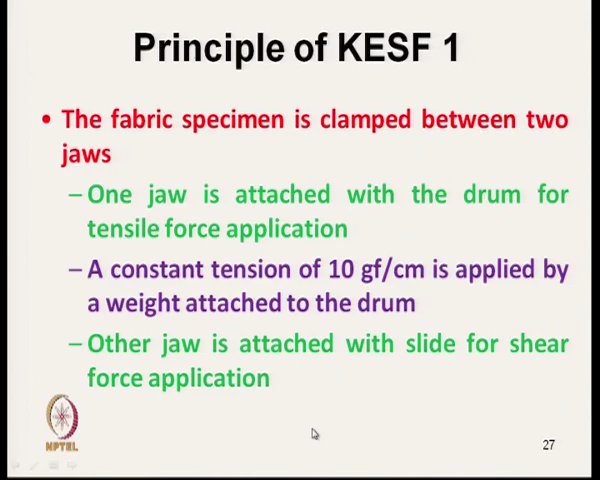 Principle of KESF 1
• The fabric specimen is clamped between two
jaws
– One jaw is attached with the drum for
tensile force application
– A constant tension of 10 gf/cm is applied by
a weight attached to the drum
– Other jaw is attached with slide for shear
force application
NPTEL
27